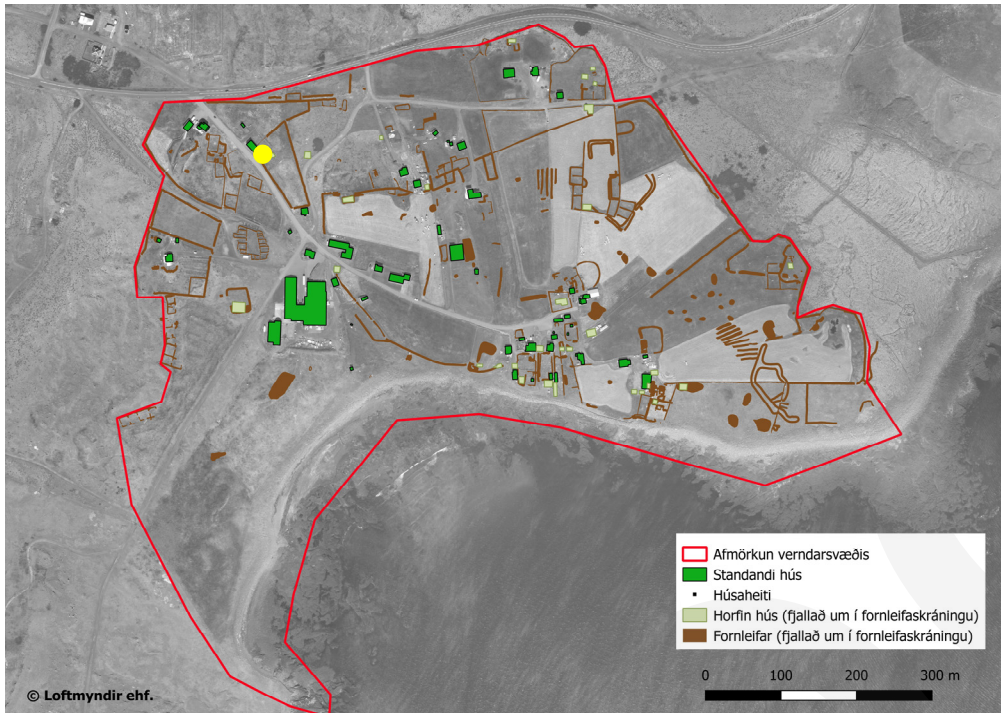 Afmörkun verndarsvæðis
Standandi hús
Húsaheiti
Horfin hús (fjallað um í fornleifaskráningu)
Fornleifar (fjallað um í fornleifaskráningu)
0 100 200 300 m
© Loftmyndir ehf.